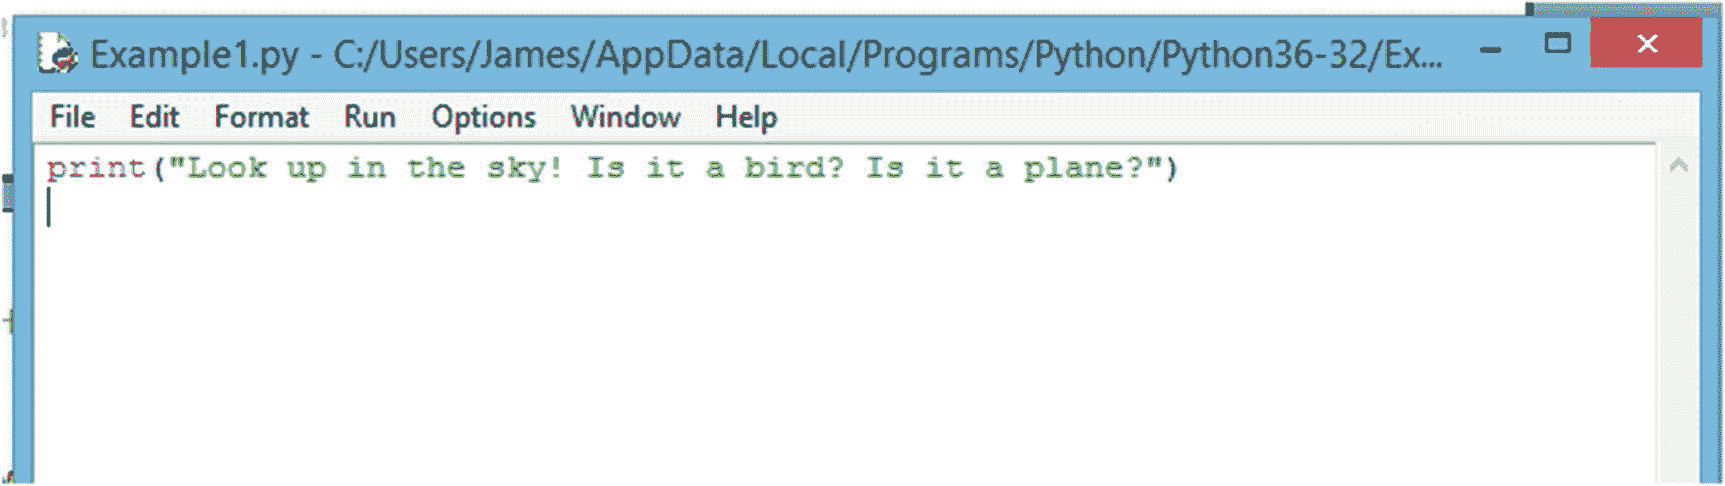 Example1.py - C:/Users/James/AppData/Local/Programs/Python/Python36-32/Ex...
File Edit Format Run Options Window Help
print("Look up in the sky! Is it a bird? Is it a plane?")